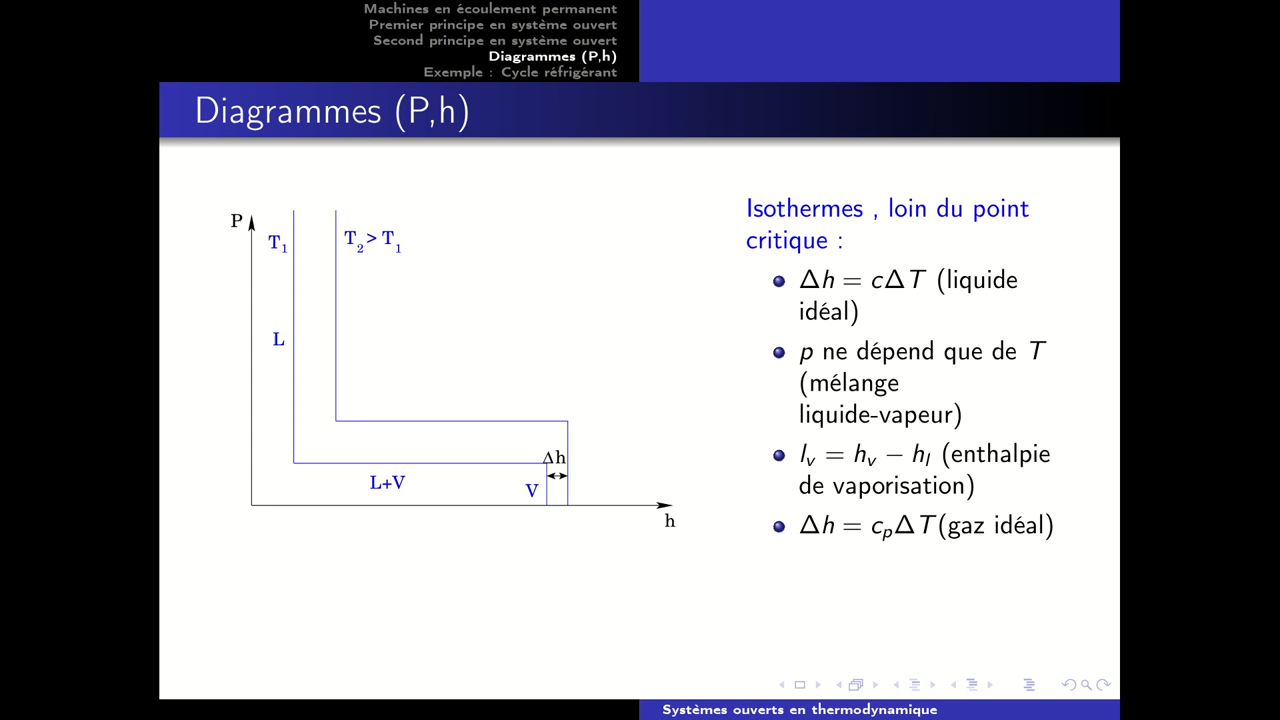 Machines en écoulement permanent
Premier principe en système ouvert
Second principe en système ouvert
Diagrammes (P,h)
Exemple : Cycle réfrigérant
Diagrammes (P,h)
P
T1
T2 > T1
L
Δh
L+V
V
h
Isothermes , loin du point
critique :
Δh = cΔT (liquide
idéal)
p ne dépend que de T
(mélange
liquide-vapeur)
lv = hv − hl (enthalpie
de vaporisation)
Δh = cpΔT(gaz idéal)
Systèmes ouverts en thermodynamique